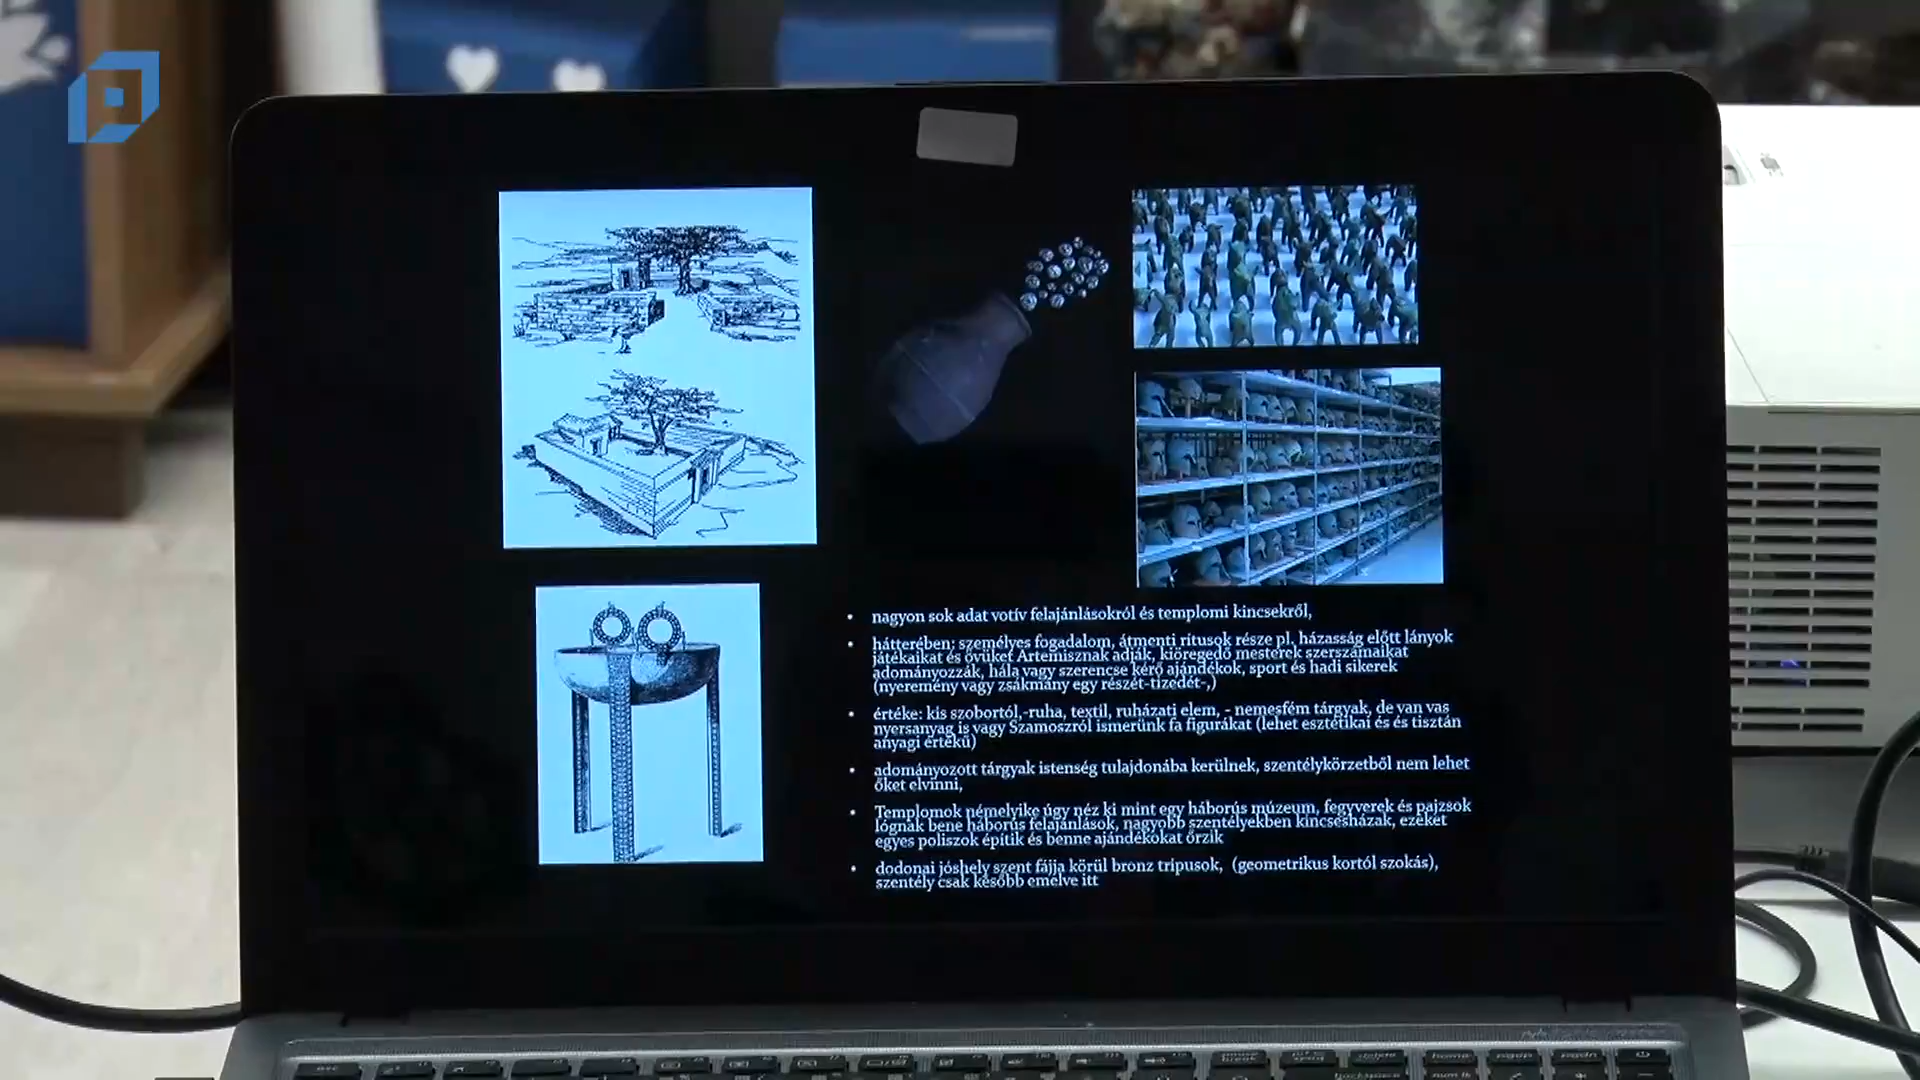 • nagyon sok adat votív felajánlásokról és templomi kincsekről,
• hátterében: személyes fogadalom, átmenti rítusok része pl. házasság előtt lányok
játékaikat és övüket Artemisznak adják, kiöregedő mesterek szerszámaikat
adományozzák, hála vagy szerencse kérő ajándékok, sport és hadi sikerek
(nyeremény vagy zsákmány egy részét-tizedét-,)
• értéke: kis szobortól,-ruha, textil, ruházati elem, - nemesfém tárgyak, de van vas
nyersanyag is vagy Szamoszról ismerünk fa figurákat (lehet esztétikai és és tisztán
anyagi értékű)
• adományozott tárgyak istenség tulajdonába kerülnek, szentélykörzetből nem lehet
őket elvinni,
• Templomok némelyike úgy néz ki mint egy háborús múzeum, fegyverek és pajzsok
lógnak bene háborús felajánlások, nagyobb szentélyekben kincsesházak, ezeket
egyes poliszok építik és benne ajándékokat őrzik
• dodonai jóshely szent fájja körül bronz tripusok, (geometrikus kortól szokás),
szentély csak később emelve itt